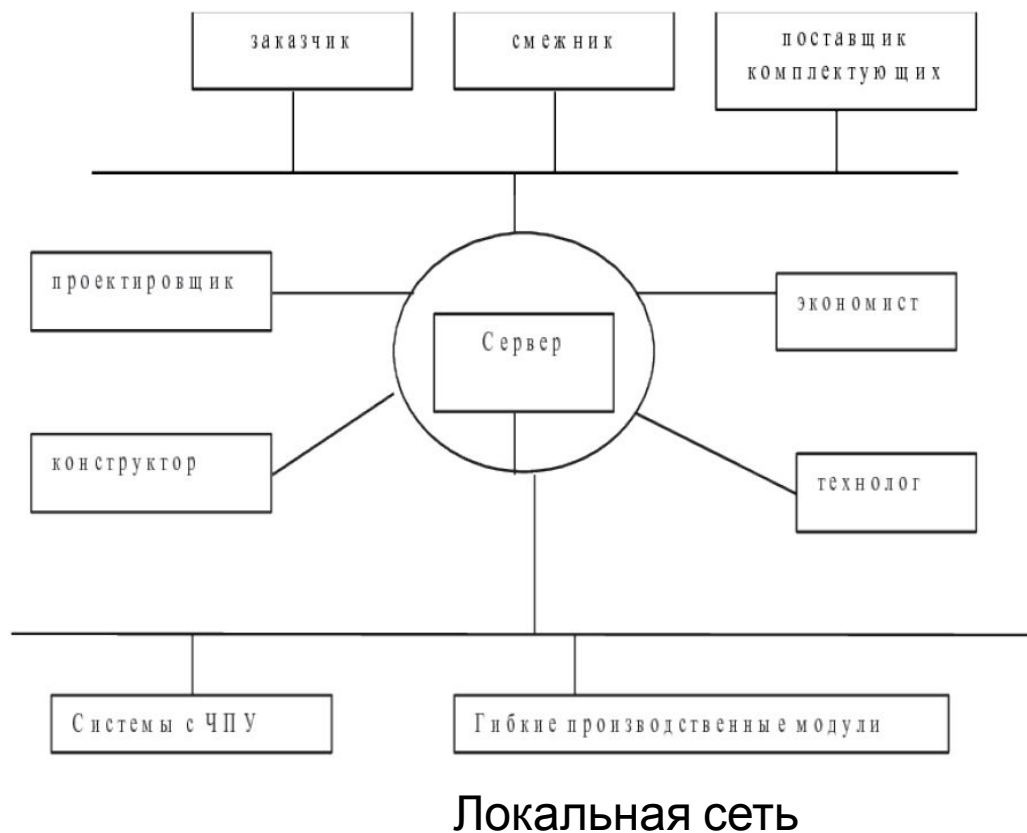 заказчик
смежник
поставщик
комплектующих
проектировщик
экономист
Сервер
конструктор
технолог
Системы с ЧПУ
Гибкие производственные модули
Локальная сеть